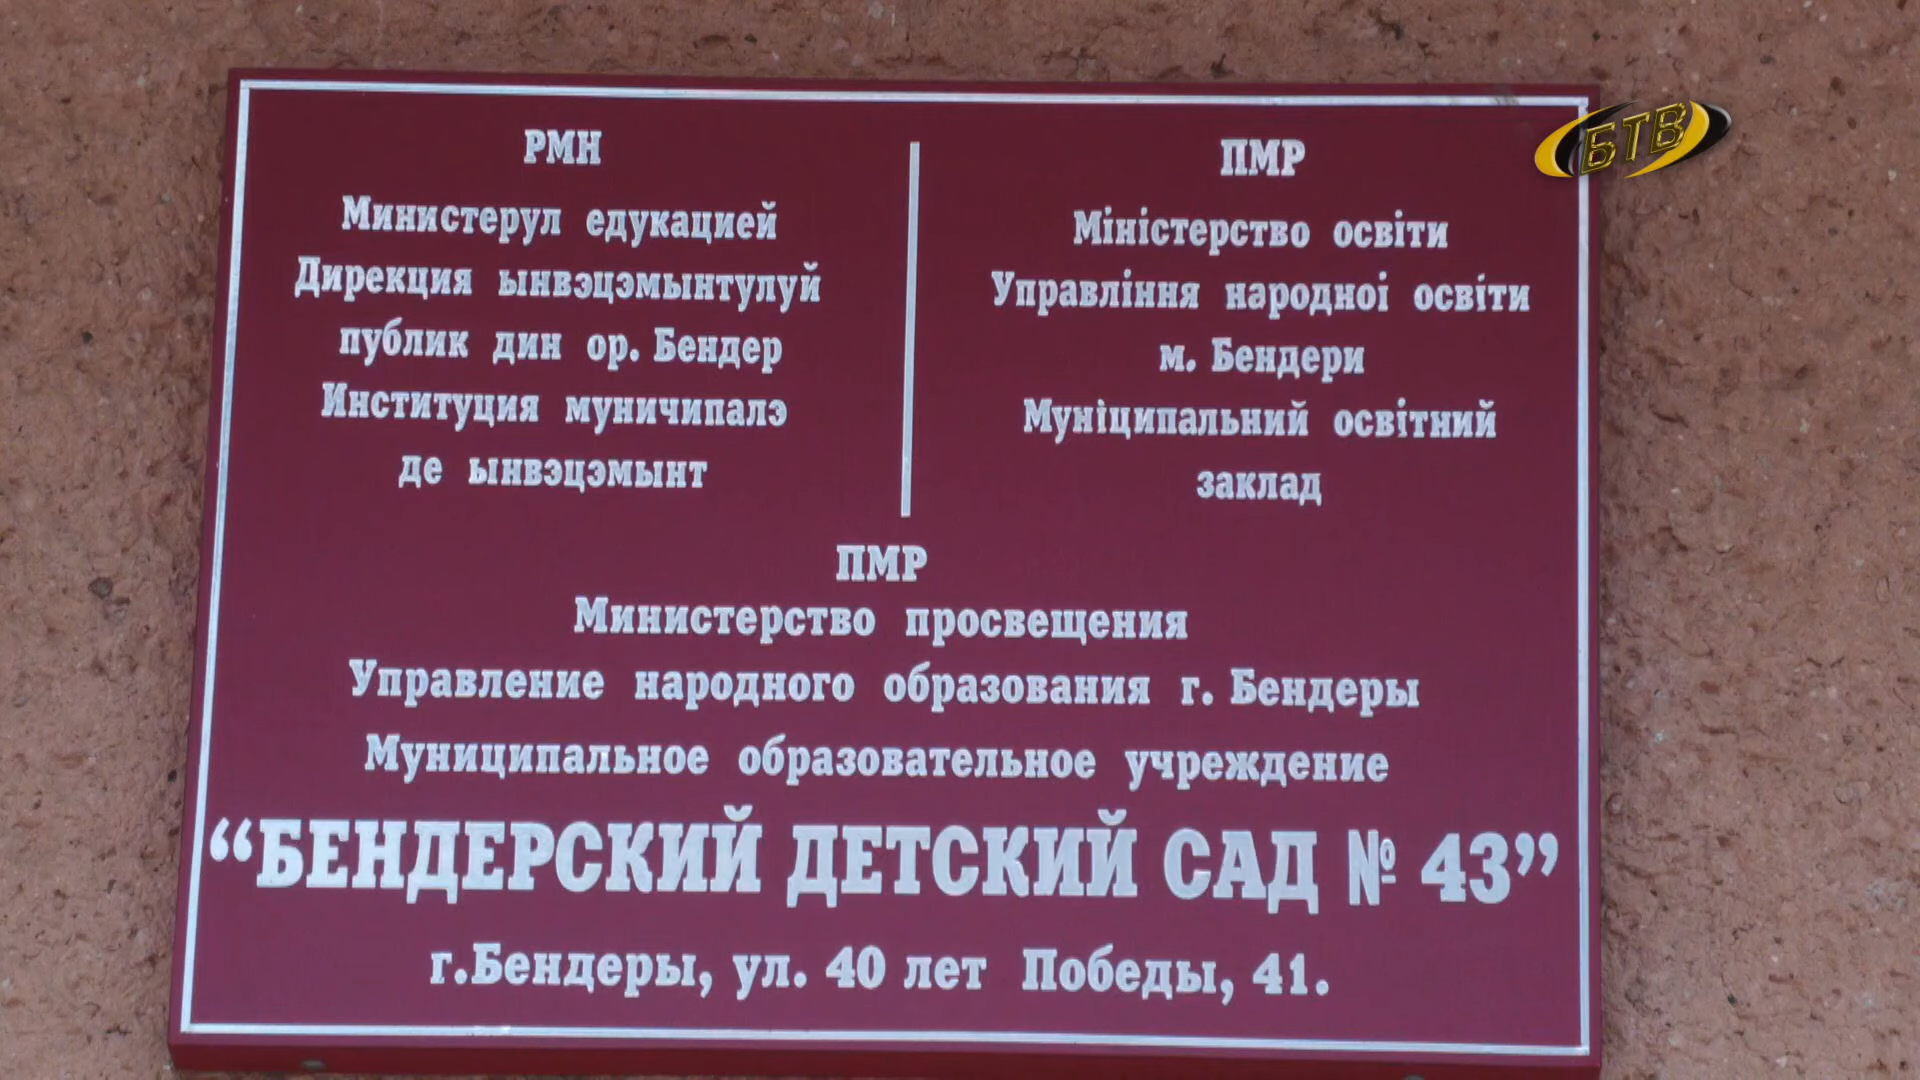 РМН
Министерул едукацией
Дирекция ынвэцэмынтулуй
публик дин ор. Бендер
Институция муничипалэ
де ынвэцэмынт
ПМР
Міністерство освіти
Управління народноі освіти
м. Бендери
Муніципальний освітний
заклад
ПМР
Министерство просвещения
Управление народного образования г. Бендеры
Муниципальное образовательное учреждение
“БЕНДЕРСКИЙ ДЕТСКИЙ САД № 43”
г.Бендеры, ул. 40 лет Победы, 41.
БТВ